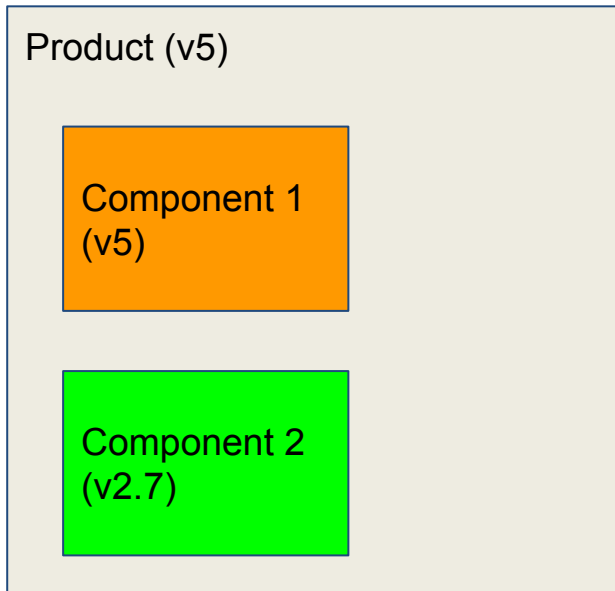 Product (v5)
Component 1
(v5)
Component 2
(v2.7)